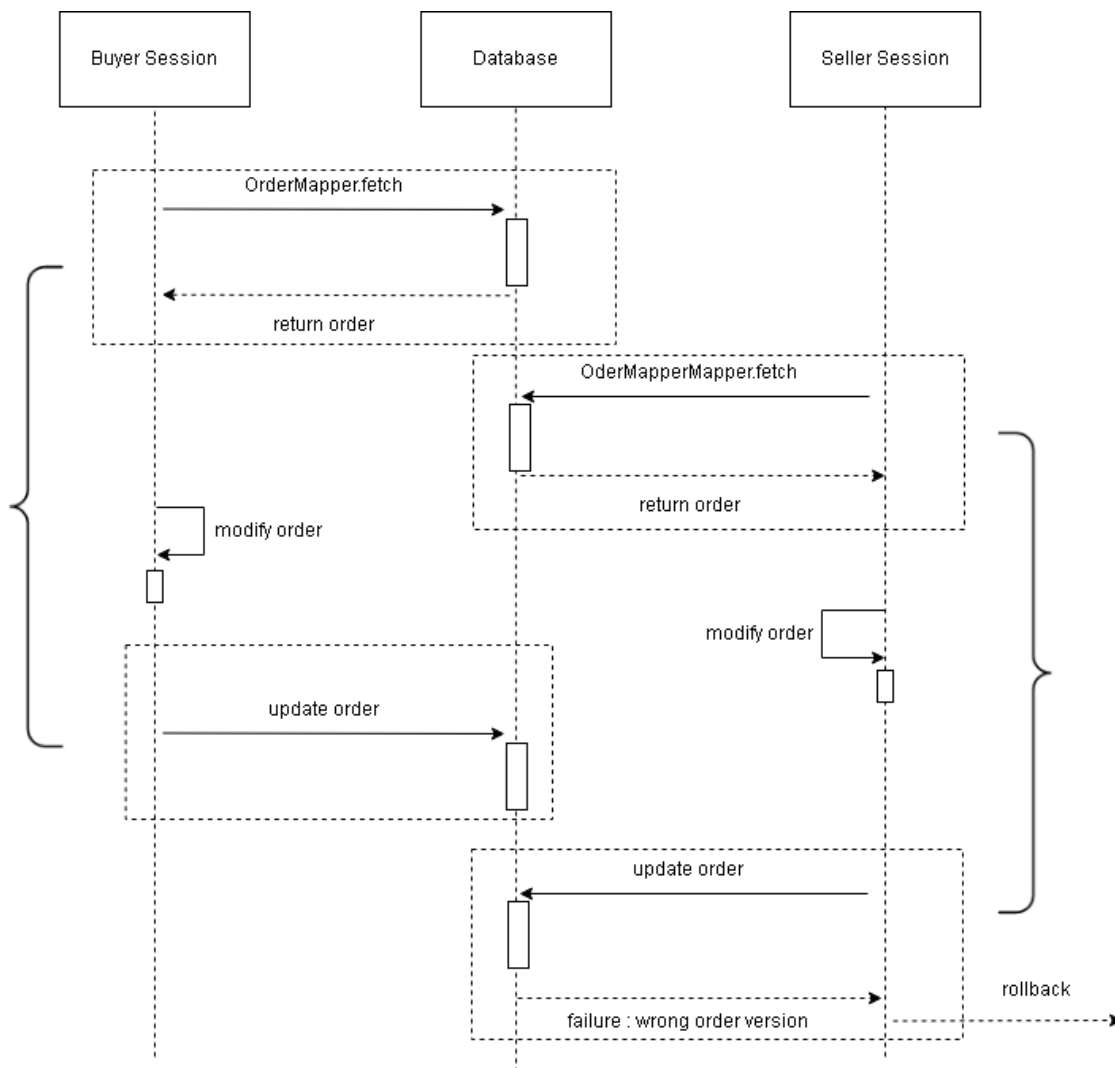 Buyer Session
Database
Seller Session
OrderMapper.fetch
return order
OderMapperMapper.fetch
return order
modify order
modify order
update order
update order
failure : wrong order version
rollback